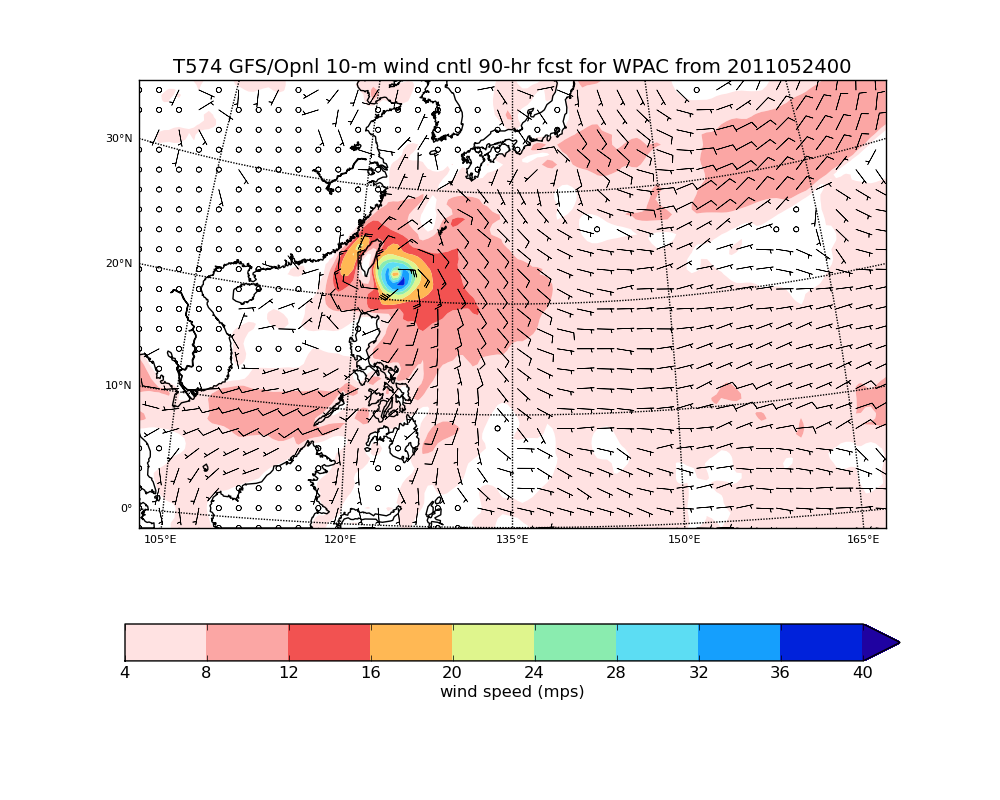 T574 GFS/Opnl 10-m wind cntl 90-hr fcst for WPAC from 2011052400
30°N
20°N
10°N
0°
105°E 120°E 135°E 150°E 165°E
4 8 12 16 20 24 28 32 36 40
wind speed (mps)